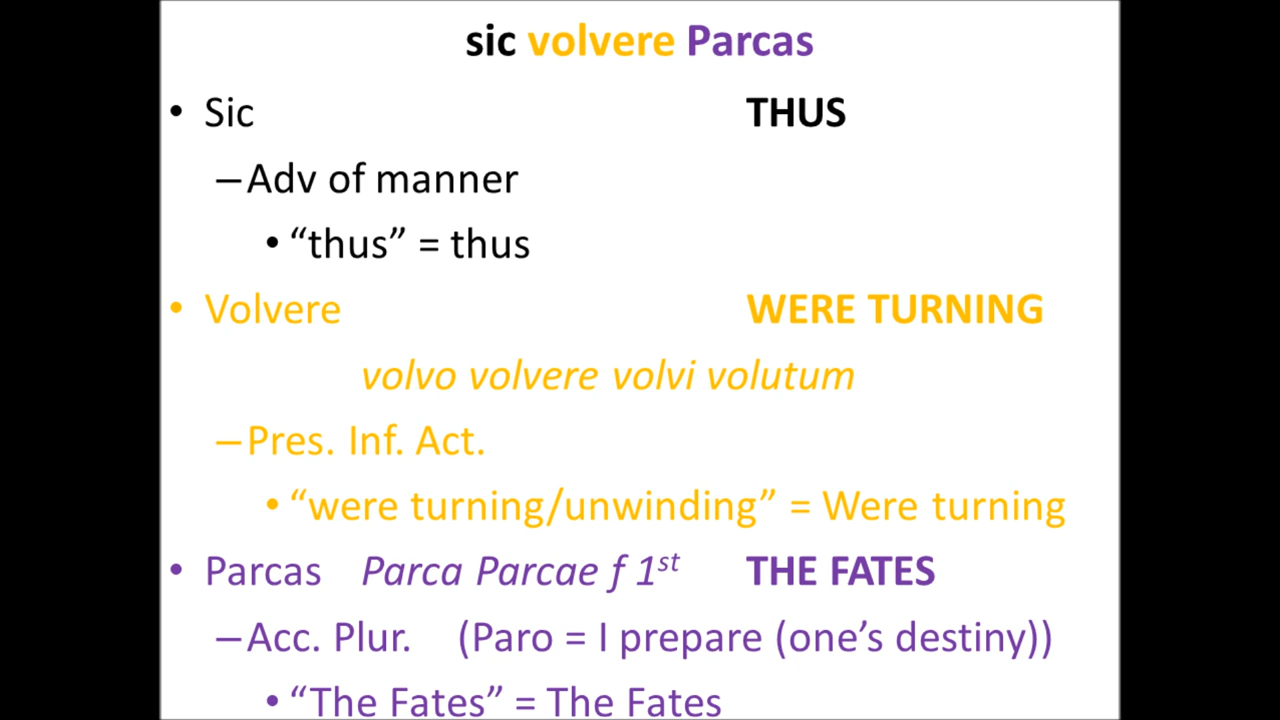 sic volvere Parcas
• Sic THUS
–Adv of manner
• “thus” = thus
• Volvere WERE TURNING
volvo volvere volvi volutum
–Pres. Inf. Act.
• “were turning/unwinding” = Were turning
• Parcas Parca Parcae f 1st THE FATES
–Acc. Plur. (Paro = I prepare (one’s destiny))
• “The Fates” = The Fates